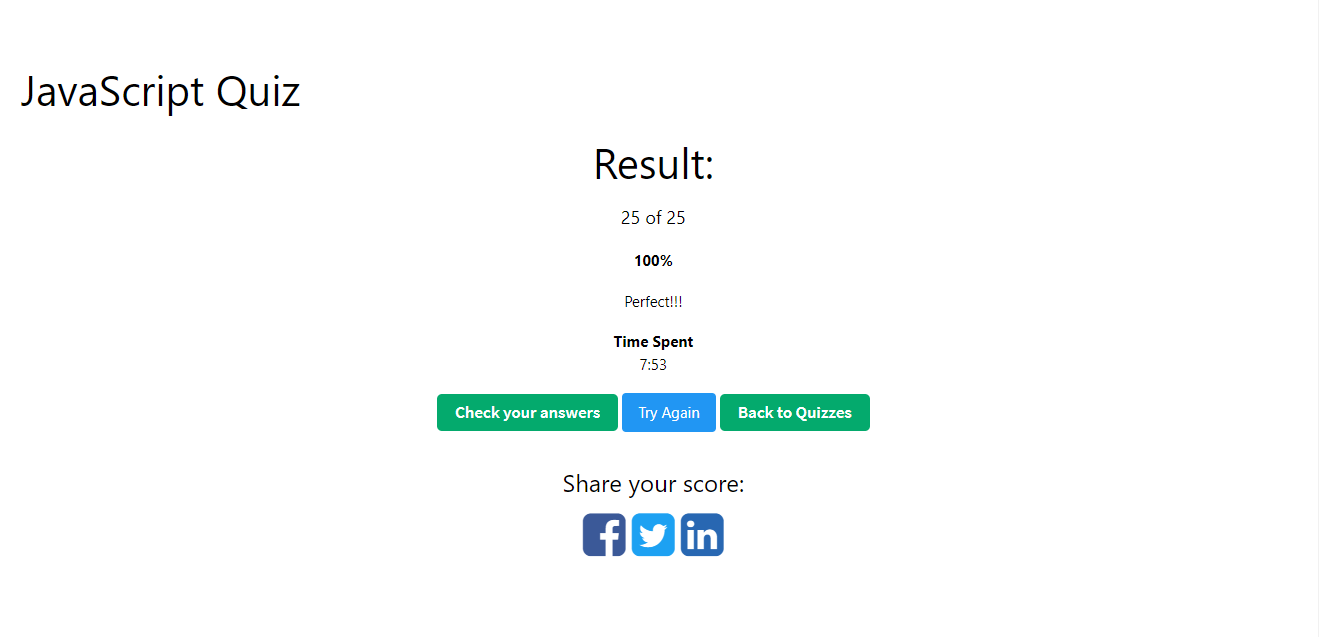 JavaScript Quiz
Result:
25 of 25
100%
Perfect!!!
Time Spent
7:53
Check your answers Try Again Back to Quizzes
Share your score: